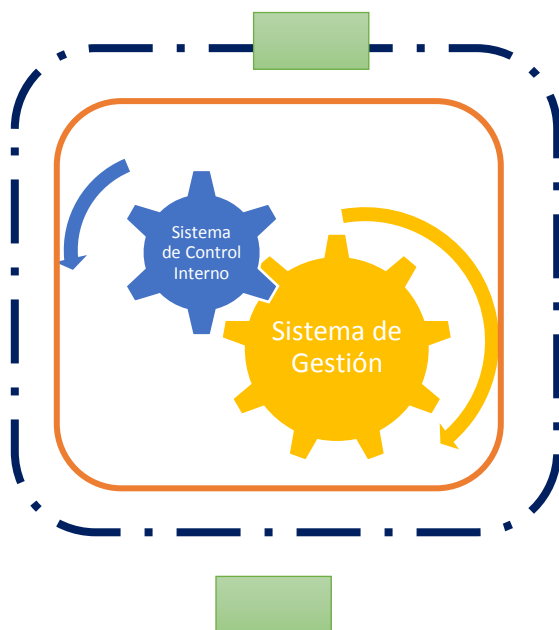 Sistema
de Control
Interno
Sistema de
Gestión